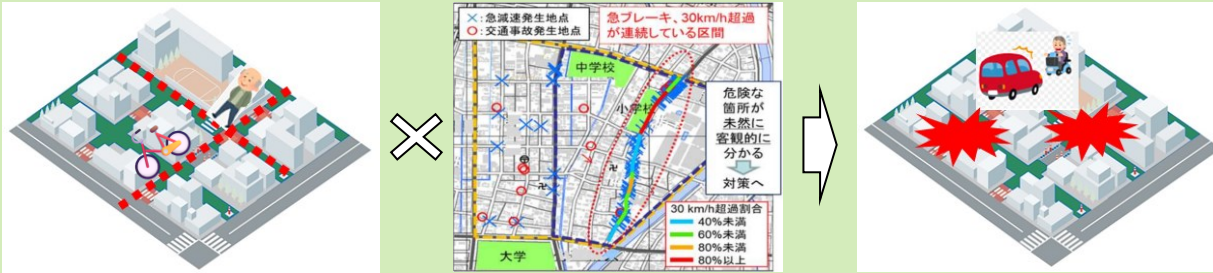 ×:急減速発生地点
○:交通事故発生地点
急ブレーキ、30km/h超過
が連続している区間
中学校
小学校
危険な
箇所が
未然に
客観的に
分かる
対策へ
30 km/h超過割合
40%未満
60%未満
80%未満
80%以上
大学